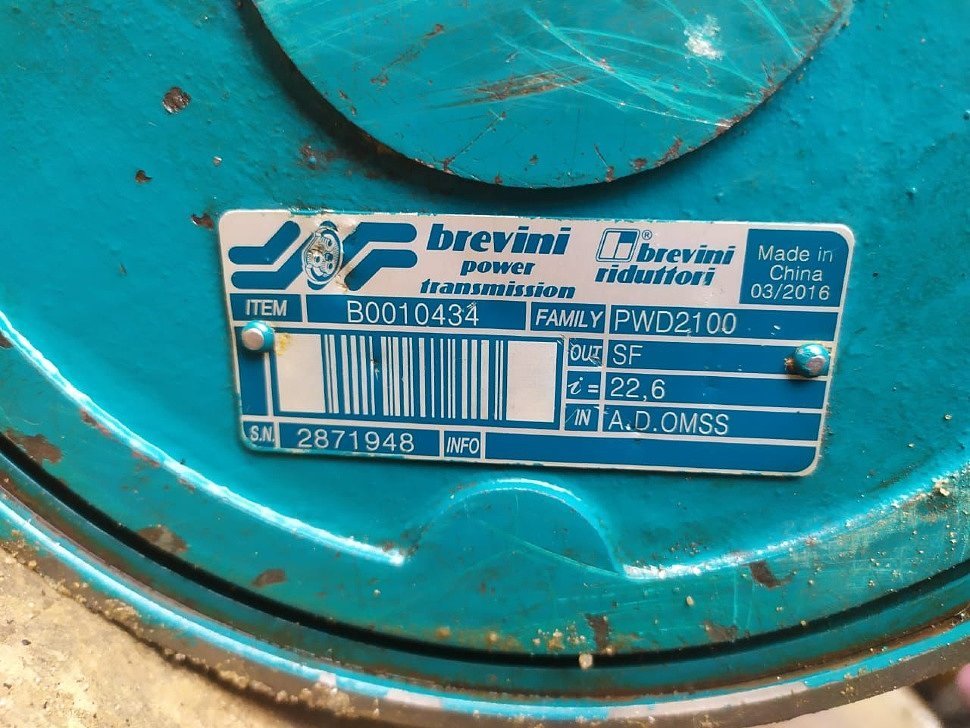 brevini
power
transmission
® brevini
riduttori
Made in
China
03/2016
ITEM B0010434 FAMILY PWD2100
OUT SF
i= 22,6
IN A.D.OMSS
S.N. 2871948 INFO